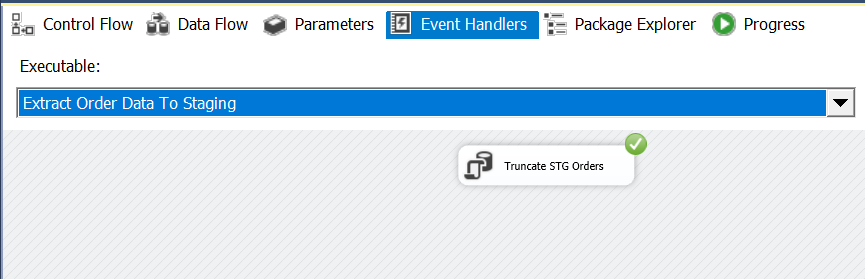 Control Flow Data Flow Parameters Event Handlers Package Explorer Progress
Executable:
Extract Order Data To Staging
Truncate STG Orders